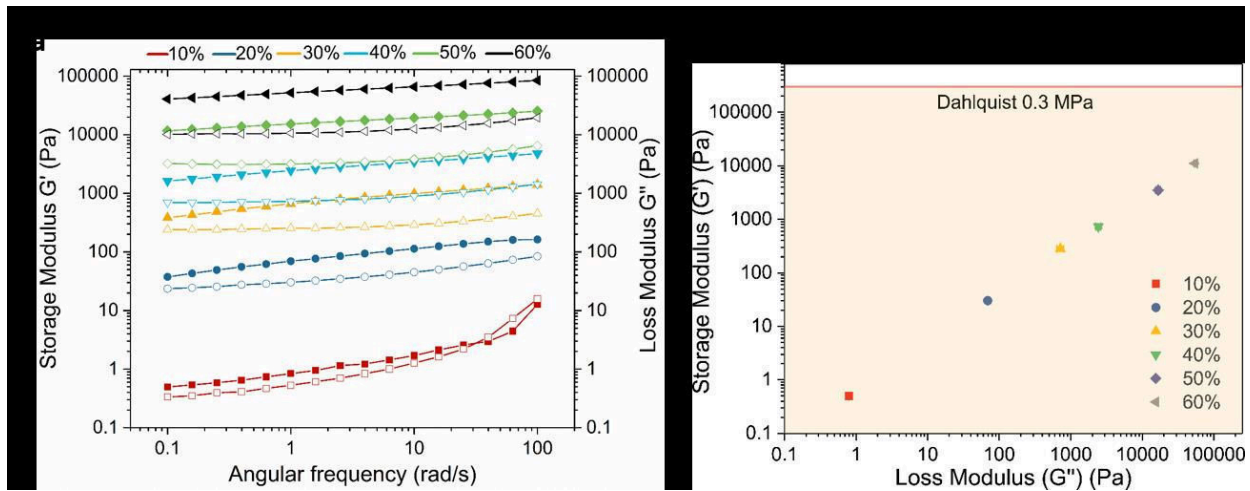 a
10% 20% 30% 40% 50% 60%
Storage Modulus G' (Pa)
100000
10000
1000
100
10
1
0.1
0.1 1 10 100
Angular frequency (rad/s)
100000
10000
1000
100
10
1
0.1
Loss Modulus G" (Pa)
Storage Modulus (G') (Pa)
Dahlquist 0.3 MPa
100000
10000
1000
100
10
1
0.1
10%
20%
30%
40%
50%
60%
0.1 1 10 100 1000 10000 100000
Loss Modulus (G") (Pa)